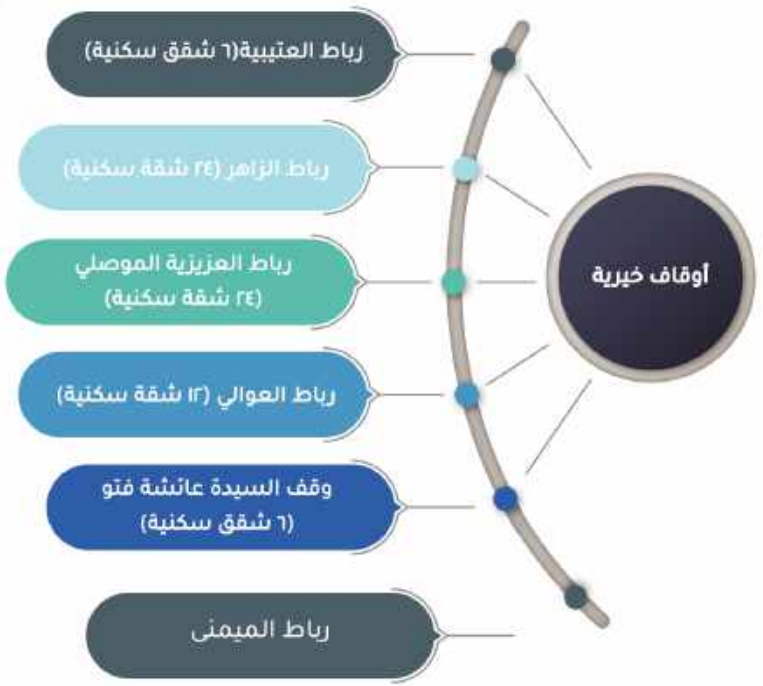 أوقاف خيرية
رباط العتيبية(٦ شقق سكنية)
رباط الزاهر (٢٤ شقة سكنية)
رباط العزيزية الموصلي
(٢٤ شقة سكنية)
رباط العوالي (١٢ شقة سكنية)
وقف السيدة عائشة فتو
(٦ شقق سكنية)
رباط الميمنى